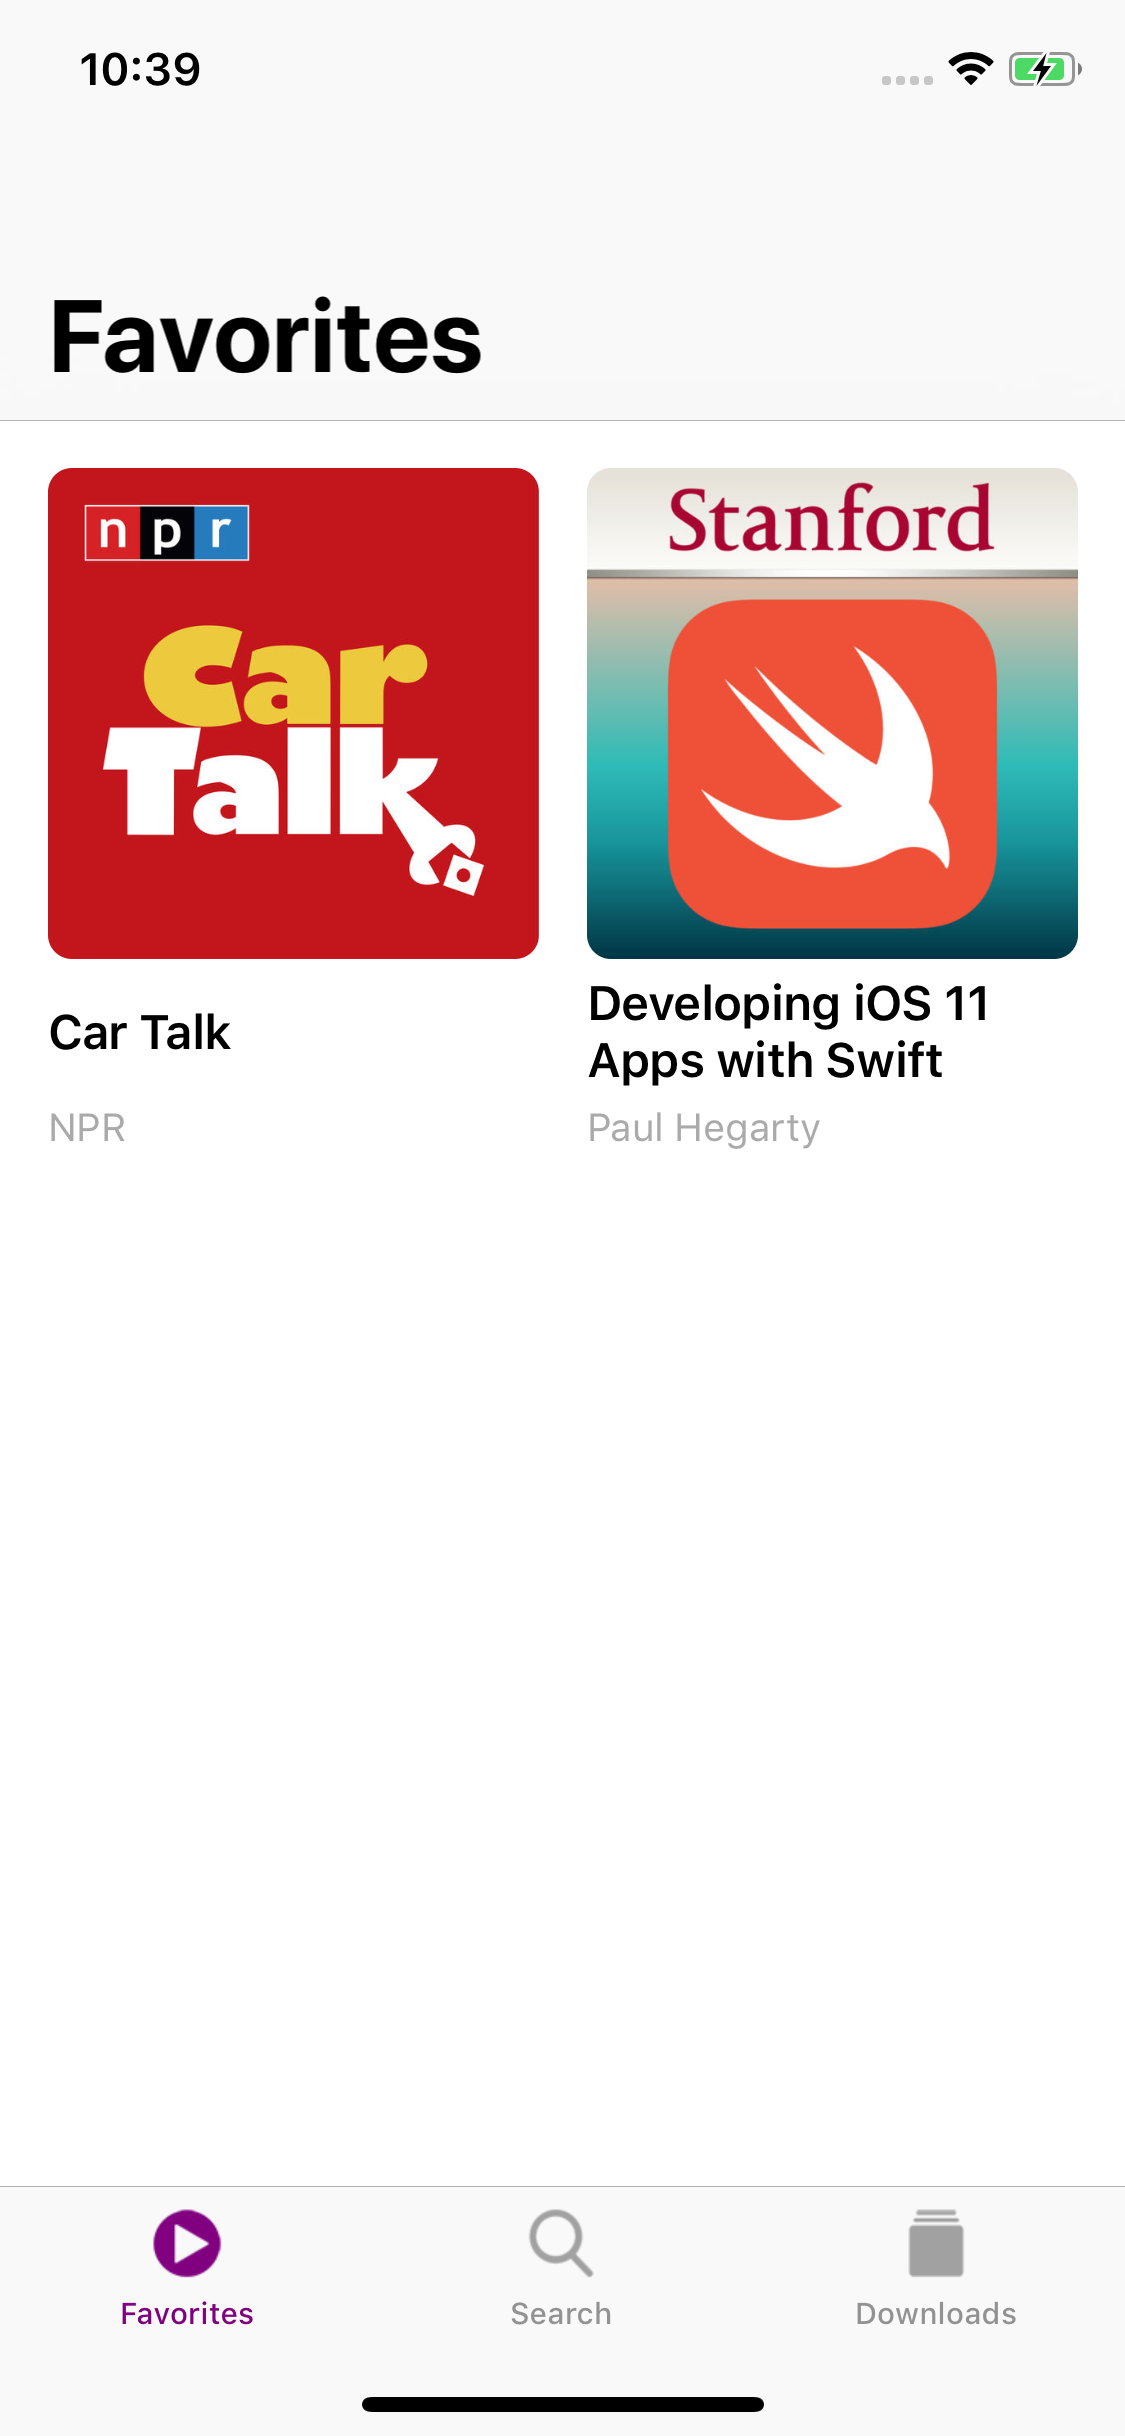 10:39
Favorites
npr
Car
Talk
Stanford
Car Talk
NPR
Developing iOS 11
Apps with Swift
Paul Hegarty
Favorites
Search
Downloads